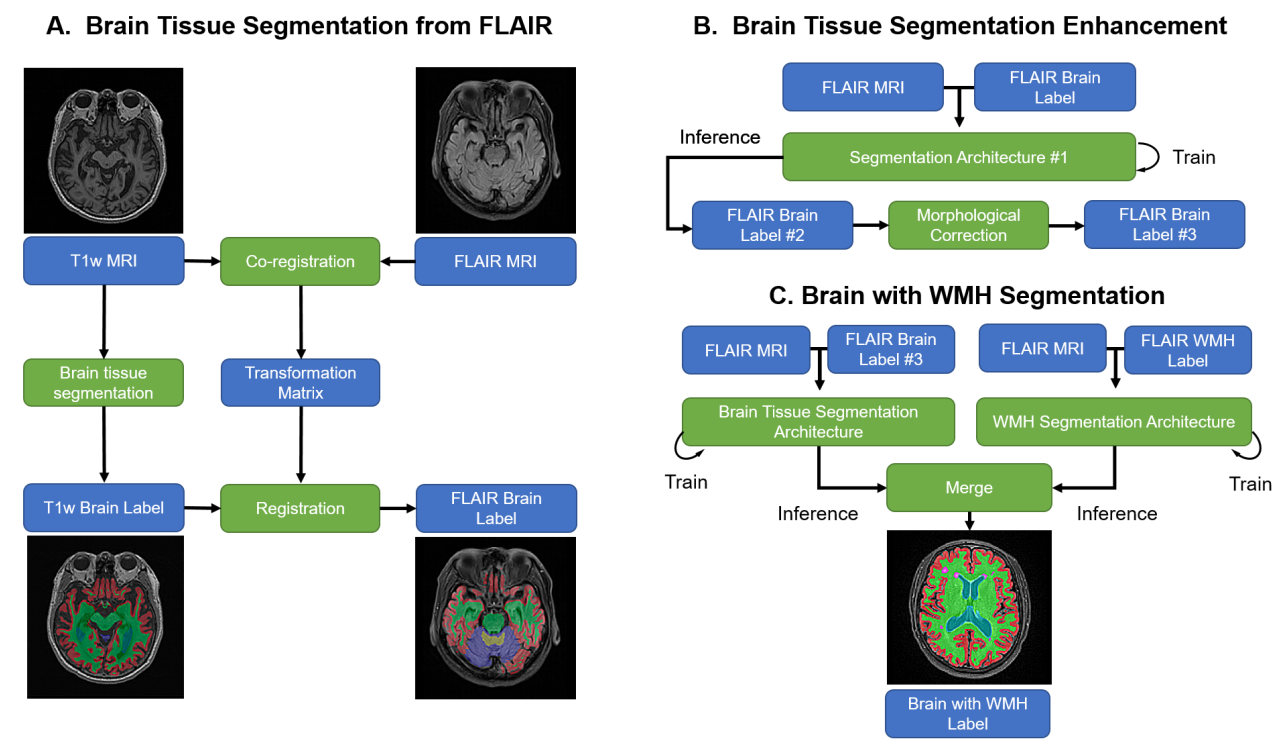 A. Brain Tissue Segmentation from FLAIR
T1w MRI
Co-registration
FLAIR MRI
Brain tissue
segmentation
Transformation
Matrix
T1w Brain Label
Registration
FLAIR Brain
Label
B. Brain Tissue Segmentation Enhancement
FLAIR MRI
FLAIR Brain
Label
Inference
Segmentation Architecture #1
Train
FLAIR Brain
Label #2
Morphological
Correction
FLAIR Brain
Label #3
C. Brain with WMH Segmentation
FLAIR MRI
FLAIR Brain
Label #3
FLAIR MRI
FLAIR WMH
Label
Brain Tissue Segmentation
Architecture
WMH Segmentation Architecture
Train
Merge
Train
Inference
Inference
Brain with WMH
Label